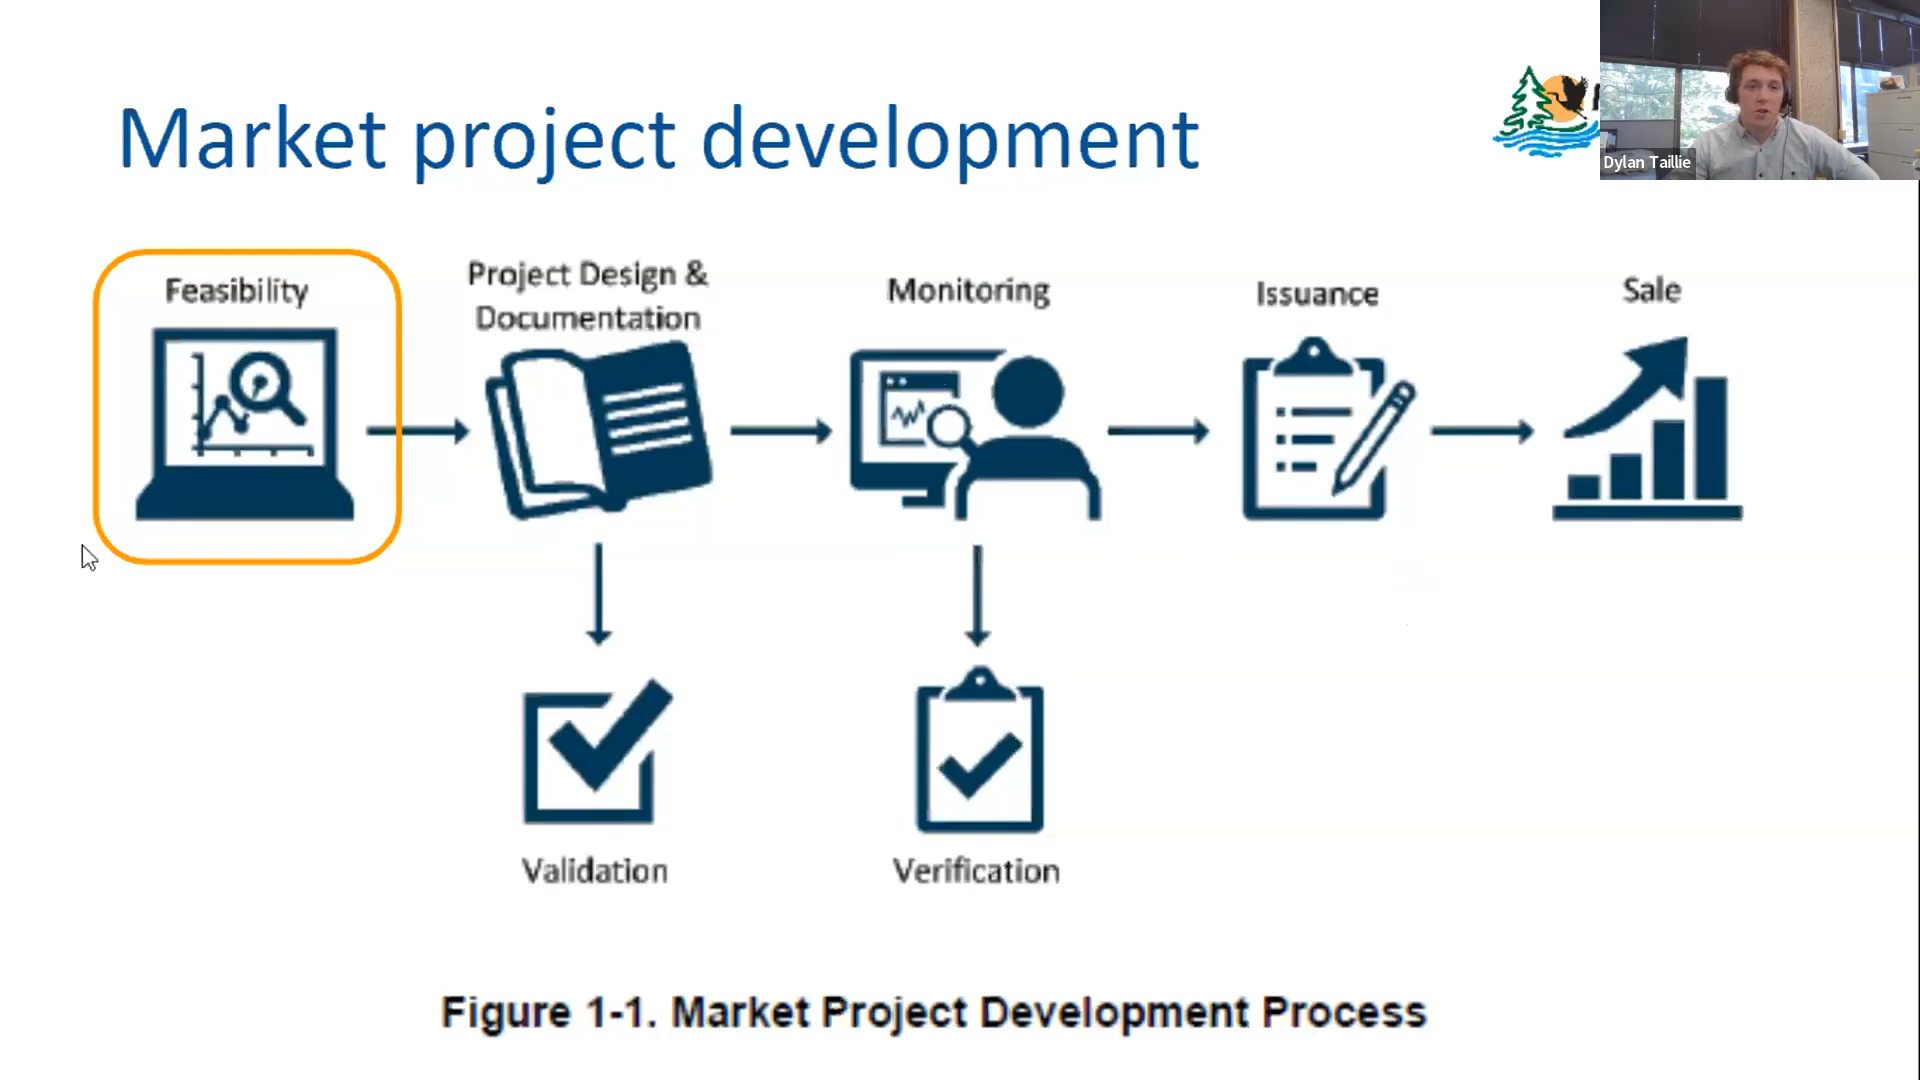 Market project development
Dylan Taillie
Feasibility
Project Design &
Documentation
Monitoring
Issuance
Sale
Validation
Verification
Figure 1-1. Market Project Development Process